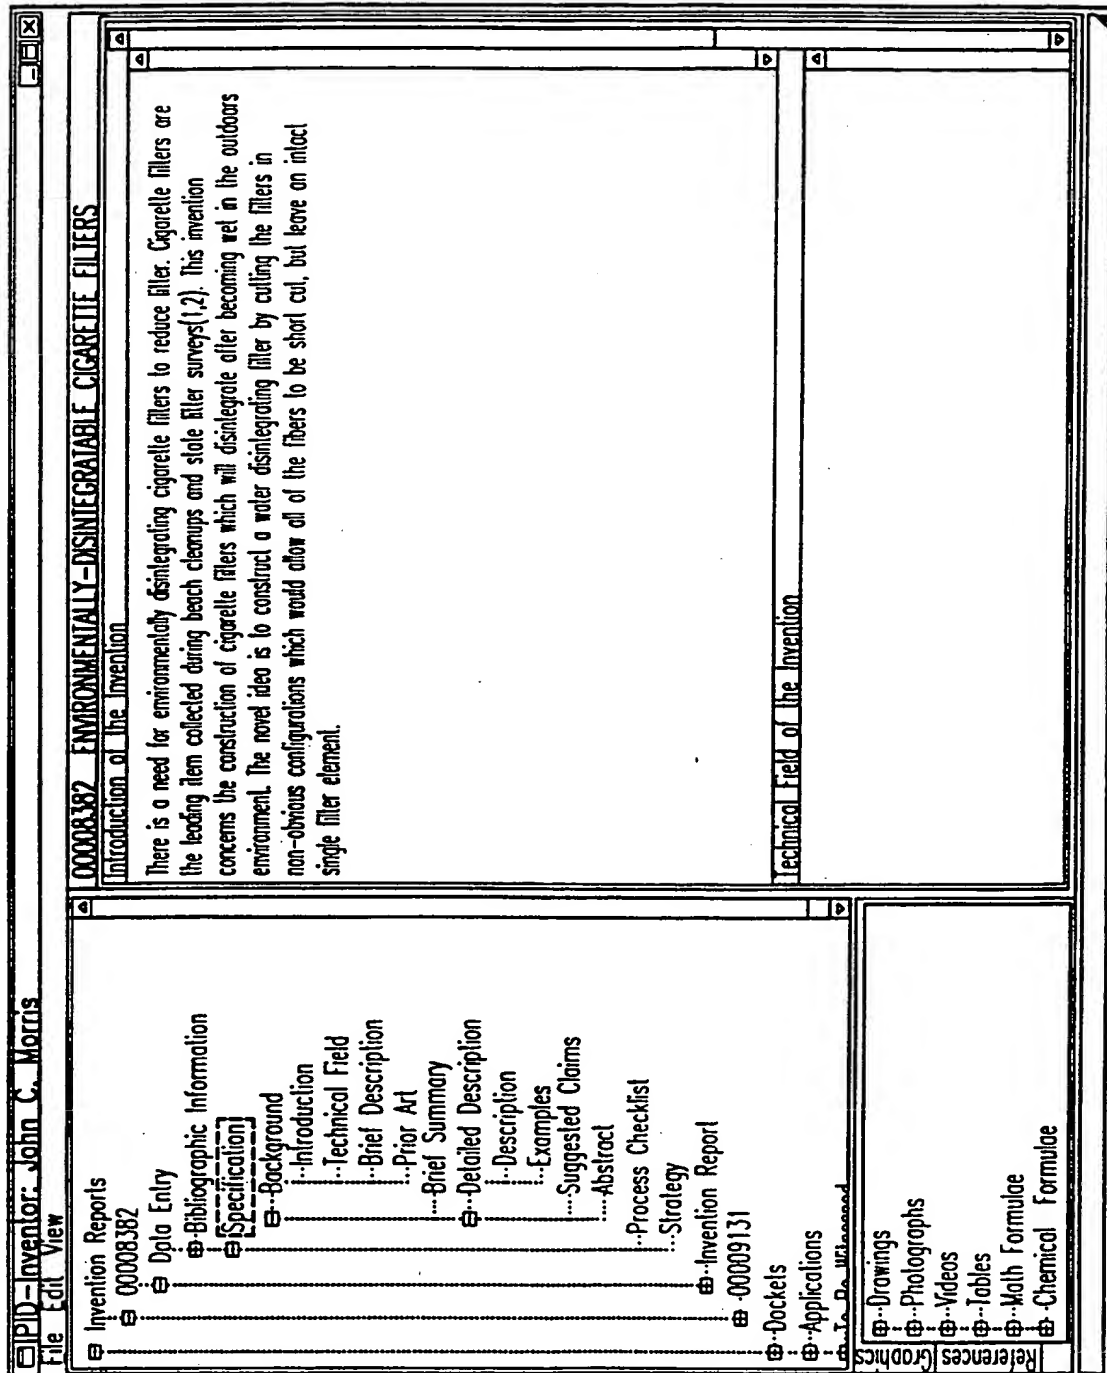 IPID-Inventor: John C. Morris
File Edit View
Invention Reports
00008382
Data Entry
Bibliographic Information
Specification
Background
Introduction
Technical Field
Brief Description
Prior Art
Brief Summary
Detailed Description
Description
Examples
Suggested Claims
Abstract
Process Checklist
Strategy
Invention Report
00009131
Dockets
Applications
To Be
References
Graphics
Drawings
Photographs
Videos
Tables
Math Formulae
Chemical Formulae
00008382 ENVIRONMENTALLY-DISINTEGRATABLE CIGARETTE FILTERS
Introduction of the Invention
There is a need for environmentally disintegrating cigarette filters to reduce litter. Cigarette filters are
the leading item collected during beach cleanups and state litter surveys(1,2). This invention
concerns the construction of cigarette filters which will disintegrate after becoming wet in the outdoors
environment. The novel idea is to construct a water disintegrating filter by cutting the filters in
non-obvious configurations which would allow all of the fibers to be short cut, but leave an intact
single filter element.
Technical Field of the Invention